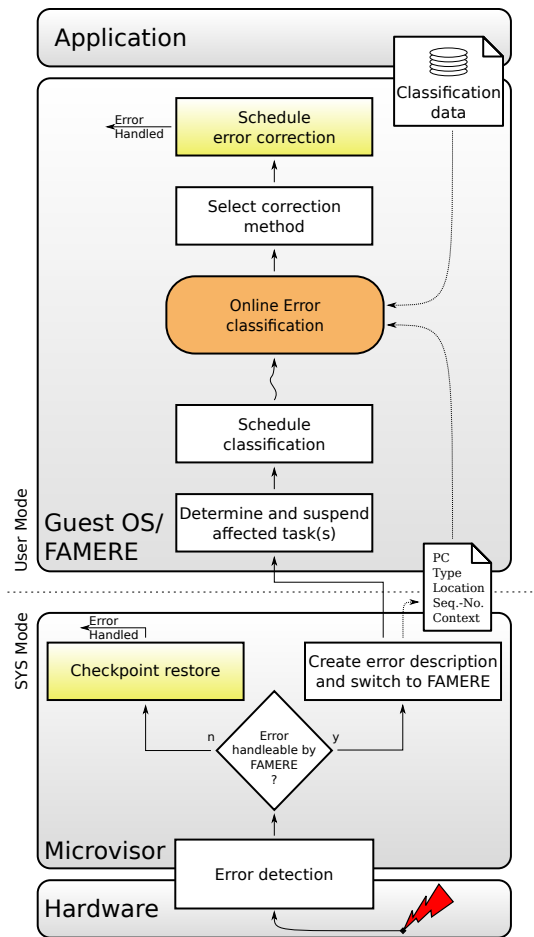 Application
Classification
data
Error
Handled
Schedule
error correction
Select correction
method
Online Error
classification
Schedule
classification
Determine and suspend
affected task(s)
Guest OS/
FAMERE
User Mode
PC
Type
Location
Seq.-No.
Context
SYS Mode
Error
Handled
Checkpoint restore
Create error description
and switch to FAMERE
n
Error
handleable by
FAMERE
?
y
Microvisor
Error detection
Hardware